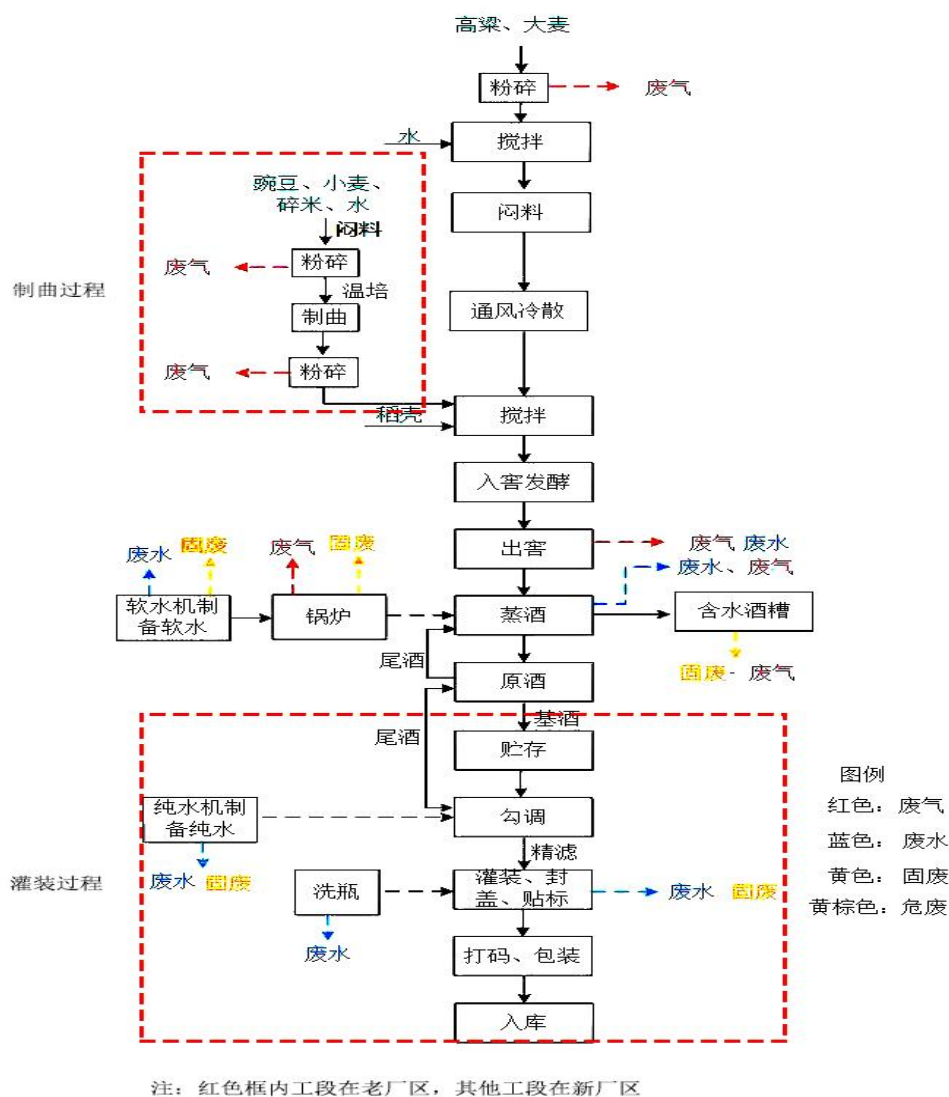 高粱、大麦
粉碎
废气
水
搅拌
豌豆、小麦、
碎米、水
闷料
闷料
废气
粉碎
制曲过程
温培
制曲
通风冷散
废气
粉碎
稻壳
搅拌
入窖发酵
废水
固废
废气
固废
出窖
废气 废水
废水、废气
软水机制
备软水
锅炉
蒸酒
含水酒糟
尾酒
原酒
固废- 废气
基酒
尾酒
贮存
图例
纯水机制
备纯水
勾调
红色：废气
精滤
蓝色：废水
灌装过程
废水 固废
洗瓶
灌装、封
盖、贴标
废水 固废
黄色：固废
黄棕色：危废
废水
打码、包装
入库
注：红色框内工段在老厂区，其他工段在新厂区